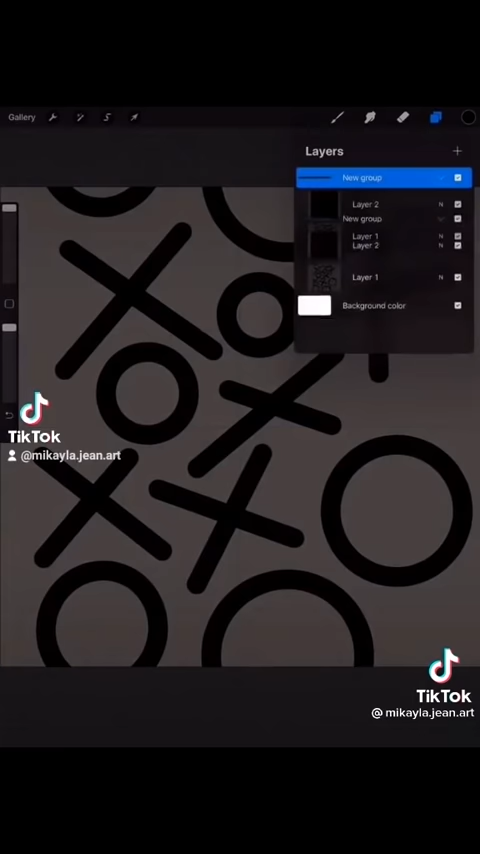 Gallery
Layers
New group
Layer 2
N
New group
Layer 1
N
Layer 2
N
Layer 1
N
Background color
TikTok
@mikayla.jean.art
TikTok
@mikayla.jean.art